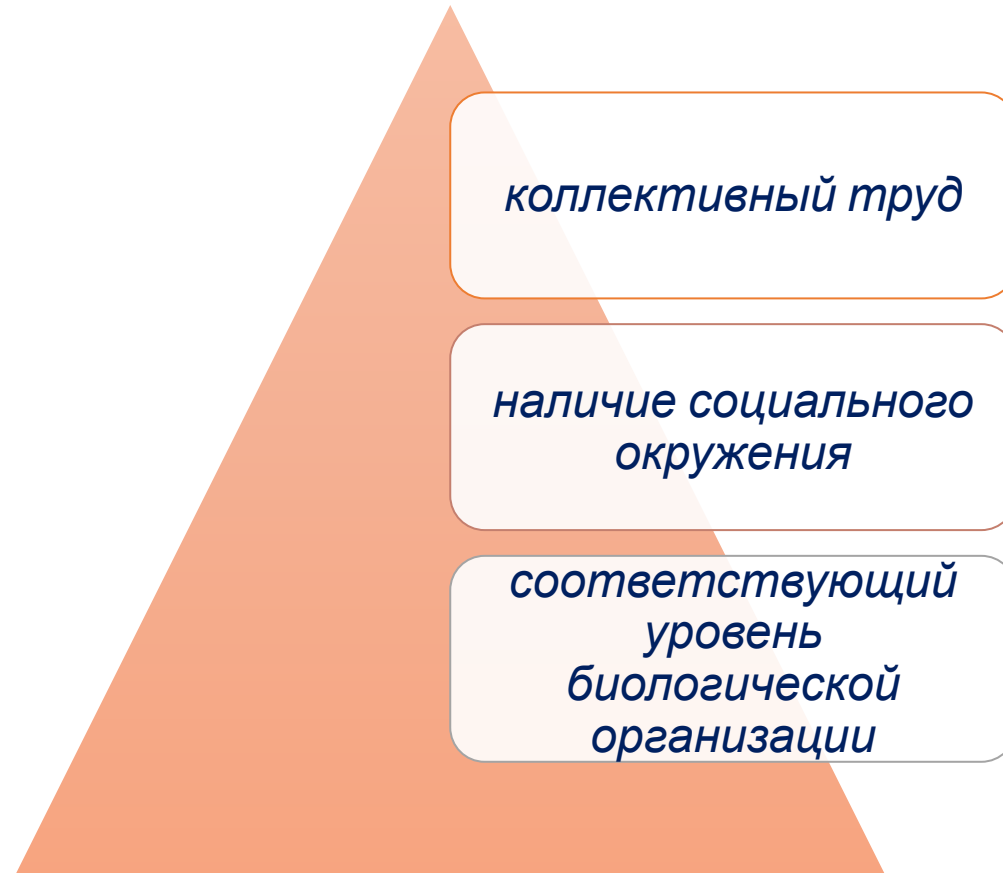 коллективный труд
наличие социального
окружения
соответствующий
уровень
биологической
организации